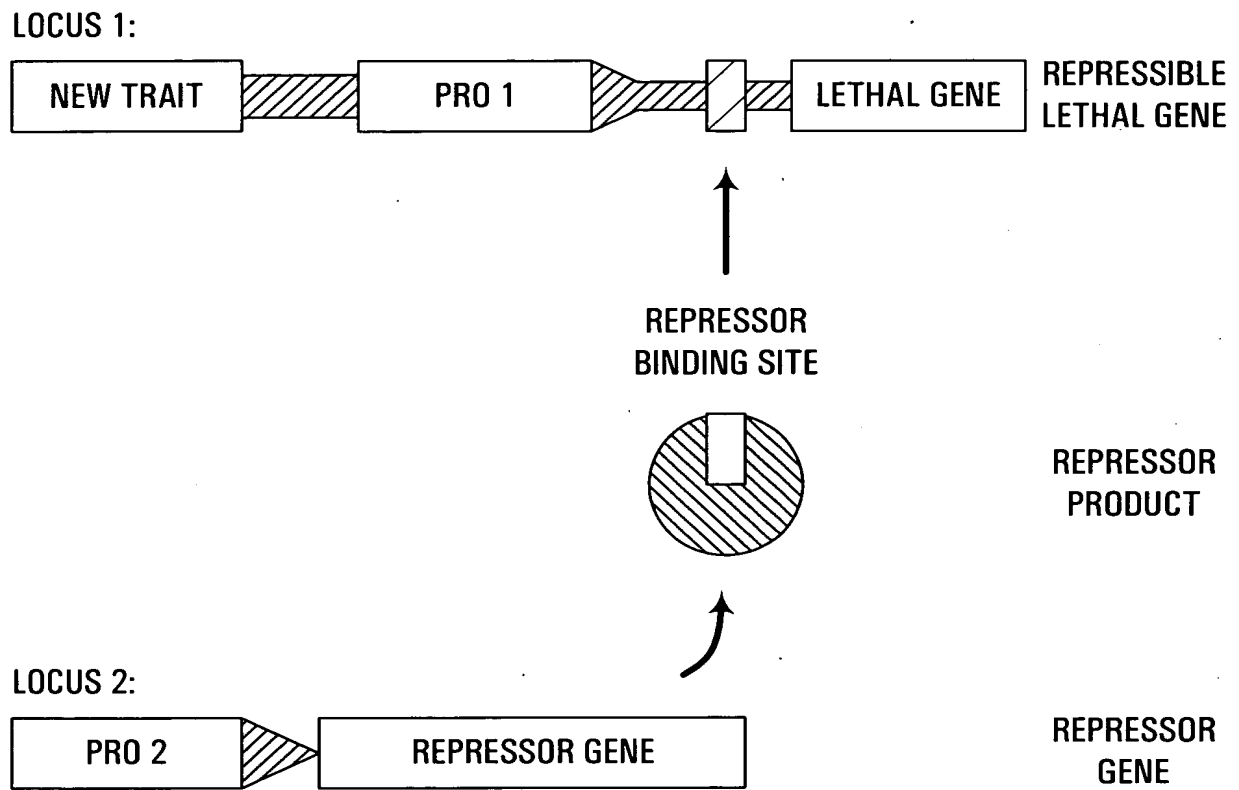 LOCUS 1:
NEW TRAIT
PRO 1
LETHAL GENE
REPRESSIBLE
LETHAL GENE
REPRESSOR
BINDING SITE
REPRESSOR
PRODUCT
LOCUS 2:
PRO 2
REPRESSOR GENE
REPRESSOR
GENE